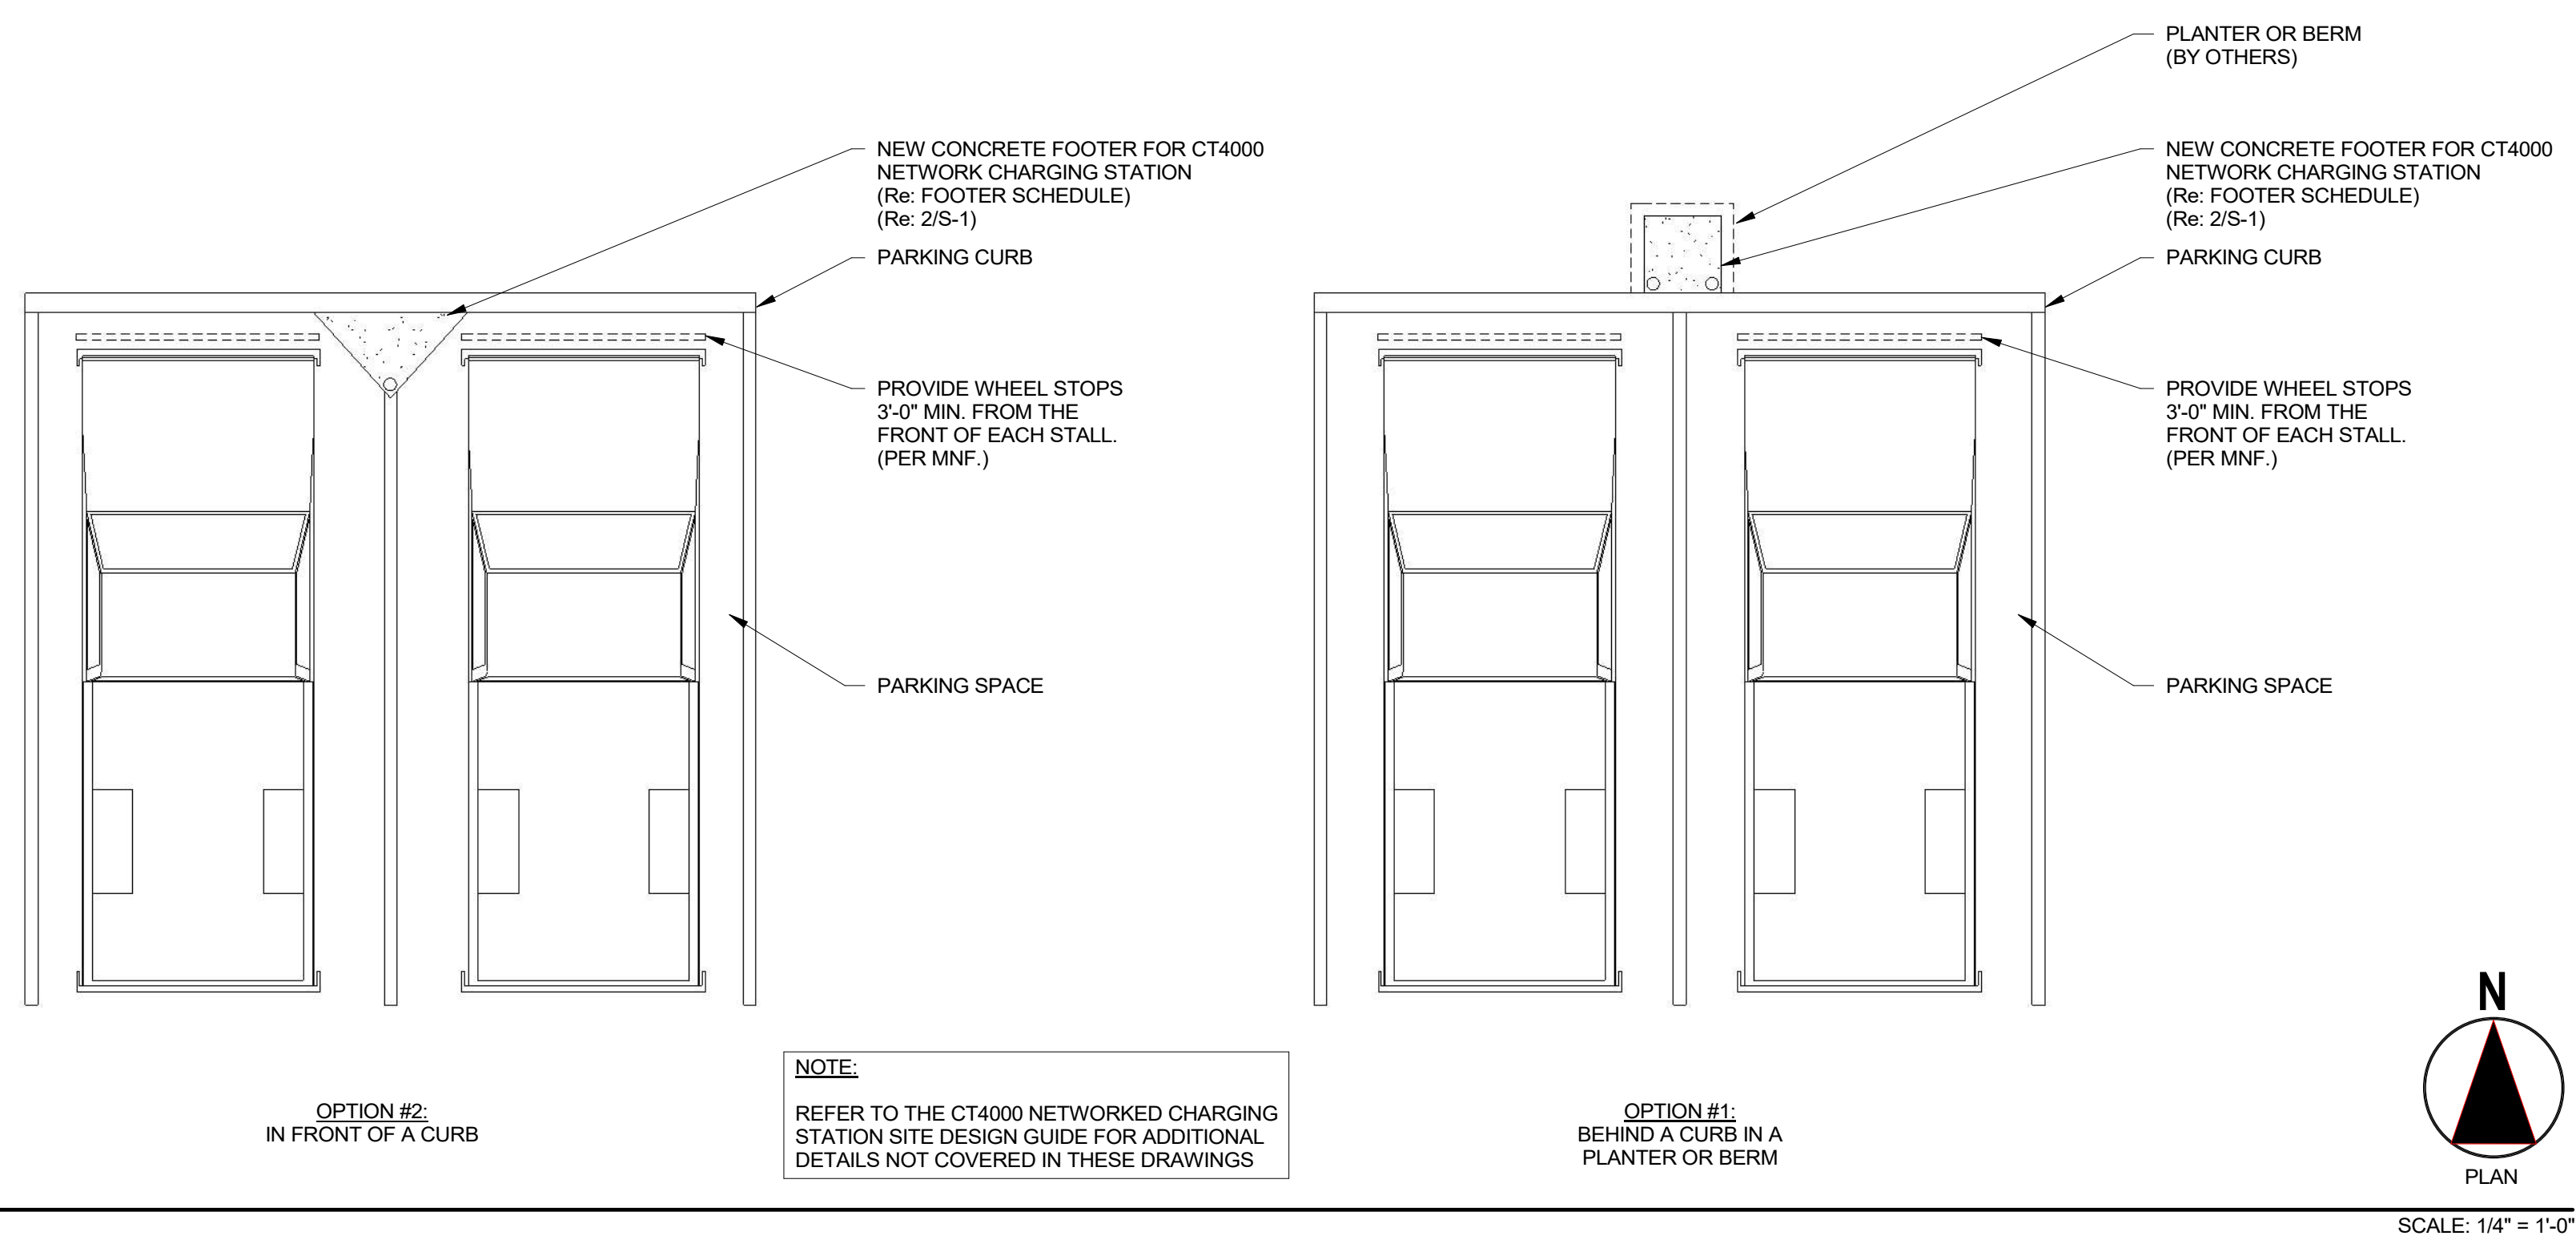 PLANTER OR BERM
(BY OTHERS)
NEW CONCRETE FOOTER FOR CT4000
NETWORK CHARGING STATION
(Re: FOOTER SCHEDULE)
(Re: 2/S-1)
PARKING CURB
PROVIDE WHEEL STOPS
3'-0" MIN. FROM THE
FRONT OF EACH STALL.
(PER MNF.)
PARKING SPACE
NEW CONCRETE FOOTER FOR CT4000
NETWORK CHARGING STATION
(Re: FOOTER SCHEDULE)
(Re: 2/S-1)
PARKING CURB
PROVIDE WHEEL STOPS
3'-0" MIN. FROM THE
FRONT OF EACH STALL.
(PER MNF.)
PARKING SPACE
OPTION #2:
IN FRONT OF A CURB
NOTE:
REFER TO THE CT4000 NETWORKED CHARGING
STATION SITE DESIGN GUIDE FOR ADDITIONAL
DETAILS NOT COVERED IN THESE DRAWINGS
OPTION #1:
BEHIND A CURB IN A
PLANTER OR BERM
N
PLAN
SCALE: 1/4" = 1'-0"